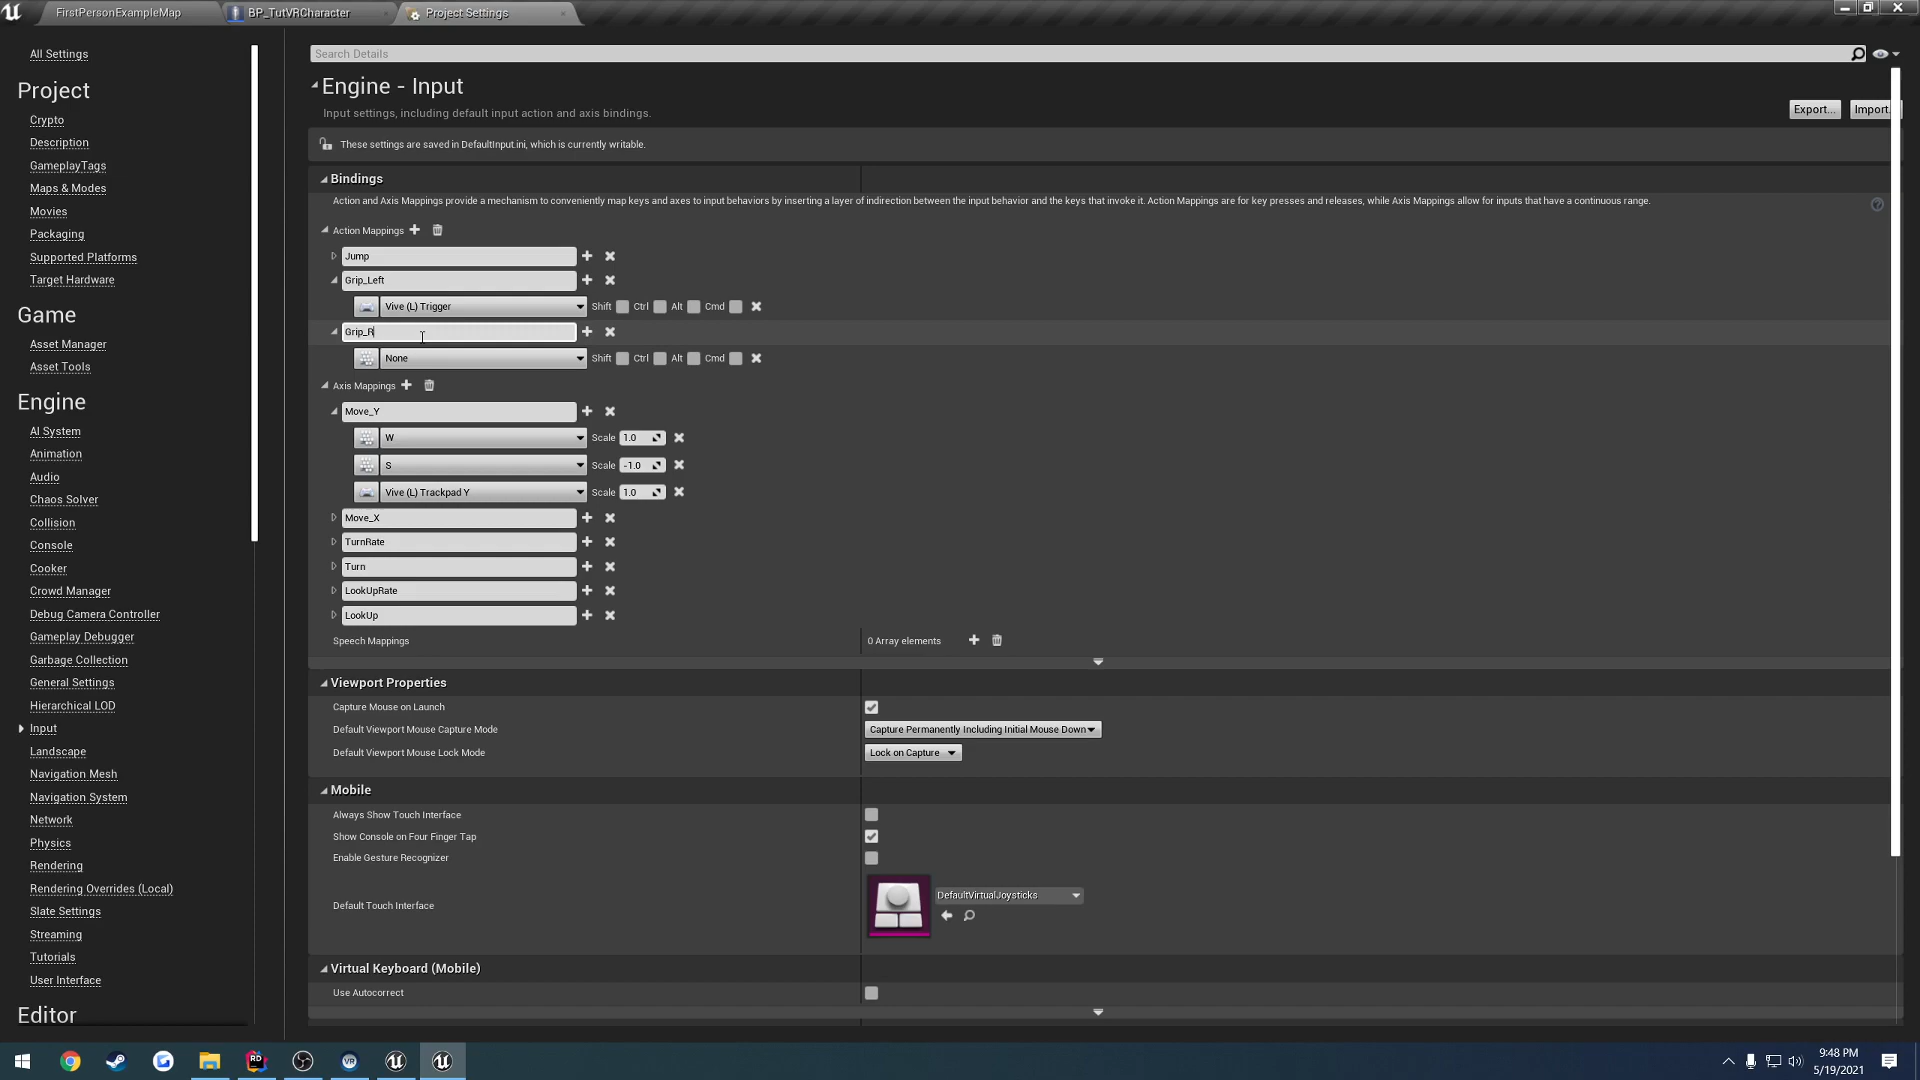 FirstPersonExampleMap
BP_TutVRCharacter
Project Settings
All Settings
Project
Crypto
Description
GameplayTags
Maps & Modes
Movies
Packaging
Supported Platforms
Target Hardware
Game
Asset Manager
Asset Tools
Engine
AI System
Animation
Audio
Chaos Solver
Collision
Console
Cooker
Crowd Manager
Debug Camera Controller
Gameplay Debugger
Garbage Collection
General Settings
Hierarchical LOD
Input
Landscape
Navigation Mesh
Navigation System
Network
Physics
Rendering
Rendering Overrides (Local)
Slate Settings
Streaming
Tutorials
User Interface
Editor
Search Details
Engine - Input
Input settings, including default input action and axis bindings.
Export...
Import
These settings are saved in DefaultInput.ini, which is currently writable.
Bindings
Action and Axis Mappings provide a mechanism to conveniently map keys and axes to input behaviors by inserting a layer of indirection between the input behavior and the keys that invoke it. Action Mappings are for key presses and releases, while Axis Mappings allow for inputs that have a continuous range.
Action Mappings
Jump
Grip_Left
Vive (L) Trigger Shift Ctrl Alt Cmd
Grip_R
None Shift Ctrl Alt Cmd
Axis Mappings
Move_Y
W Scale 1.0
S Scale -1.0
Vive (L) Trackpad Y Scale 1.0
Move_X
TurnRate
Turn
LookUpRate
LookUp
Speech Mappings 0 Array elements
Viewport Properties
Capture Mouse on Launch
Default Viewport Mouse Capture Mode Capture Permanently Including Initial Mouse Down
Default Viewport Mouse Lock Mode Lock on Capture
Mobile
Always Show Touch Interface
Show Console on Four Finger Tap
Enable Gesture Recognizer
Default Touch Interface DefaultVirtualJoysticks
Virtual Keyboard (Mobile)
Use Autocorrect
RD
VR
9:48 PM
5/19/2021